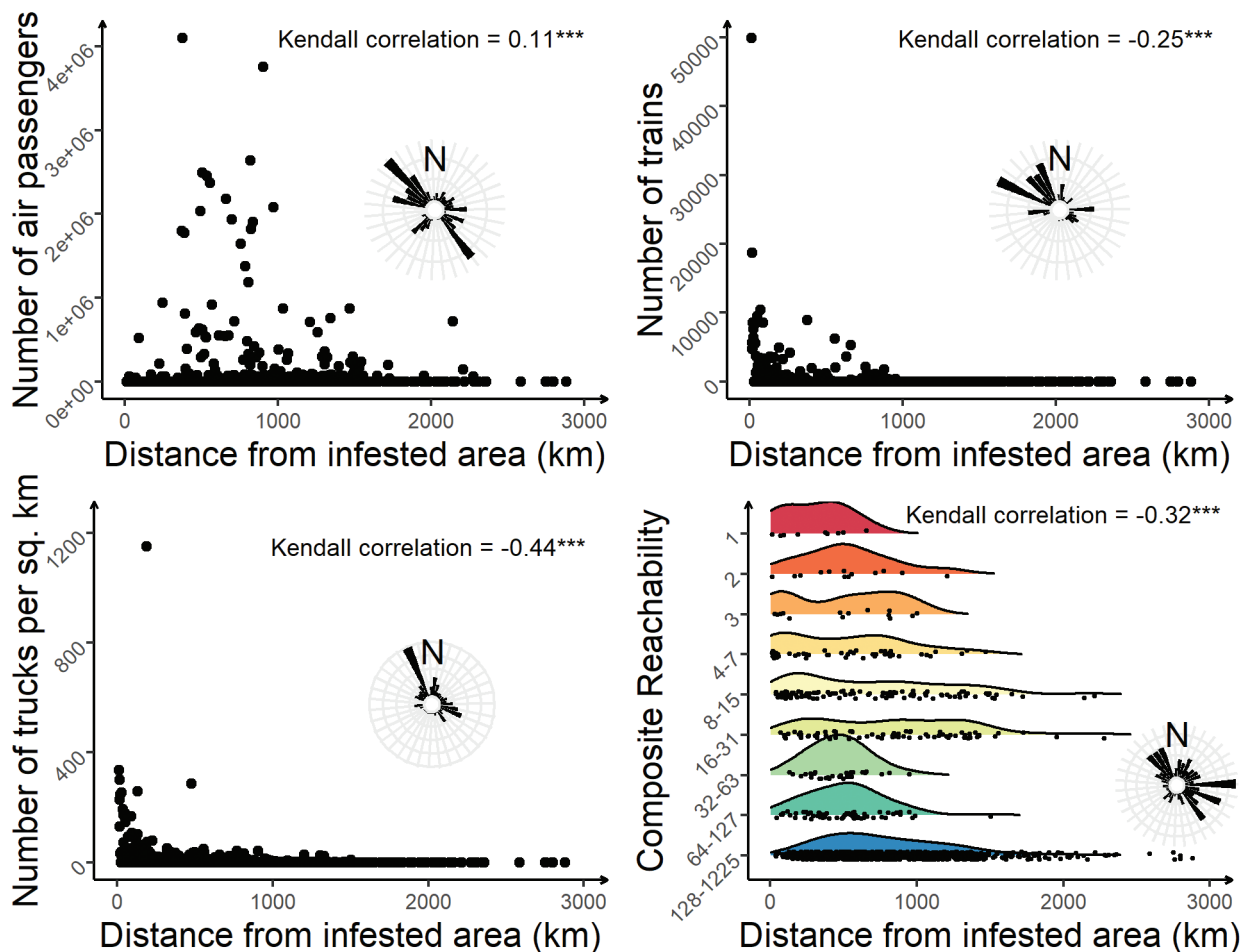 Kendall correlation = 0.11***
Number of air passengers
4e+06
3e+06
2e+06
1e+06
0e+00
N
0
1000
2000
3000
Distance from infested area (km)
Kendall correlation = -0.25***
Number of trains
50000
40000
30000
20000
10000
0
N
0
1000
2000
3000
Distance from infested area (km)
Kendall correlation = -0.44***
Number of trucks per sq. km
1200
800
400
0
N
0
1000
2000
3000
Distance from infested area (km)
Kendall correlation = -0.32***
Composite Reachability
1
2
3
4-7
8-15
16-31
32-63
64-127
128-1225
N
0
1000
2000
3000
Distance from infested area (km)